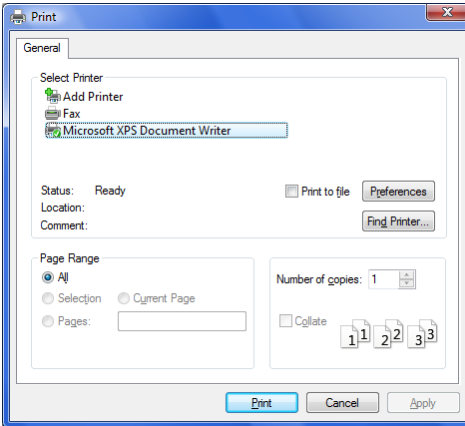 Print
General
Select Printer
Add Printer
Fax
Microsoft XPS Document Writer
Status: Ready
Print to file
Preferences
Location:
Comment:
Find Printer...
Page Range
All
Selection
Current Page
Pages:
Number of copies: 1
Collate
1 1 2 2 3 3
Print
Cancel
Apply